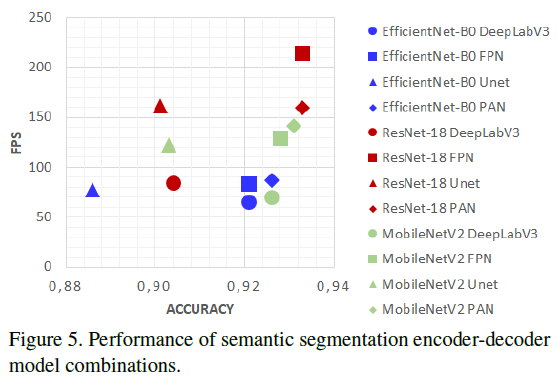 250
200
150
100
50
0
FPS
0,88
0,90
0,92
0,94
ACCURACY
EfficientNet-B0 DeepLabV3
EfficientNet-B0 FPN
EfficientNet-B0 Unet
EfficientNet-B0 PAN
ResNet-18 DeepLabV3
ResNet-18 FPN
ResNet-18 Unet
ResNet-18 PAN
MobileNetV2 DeepLabV3
MobileNetV2 FPN
MobileNetV2 Unet
MobileNetV2 PAN
Figure 5. Performance of semantic segmentation encoder-decoder
model combinations.